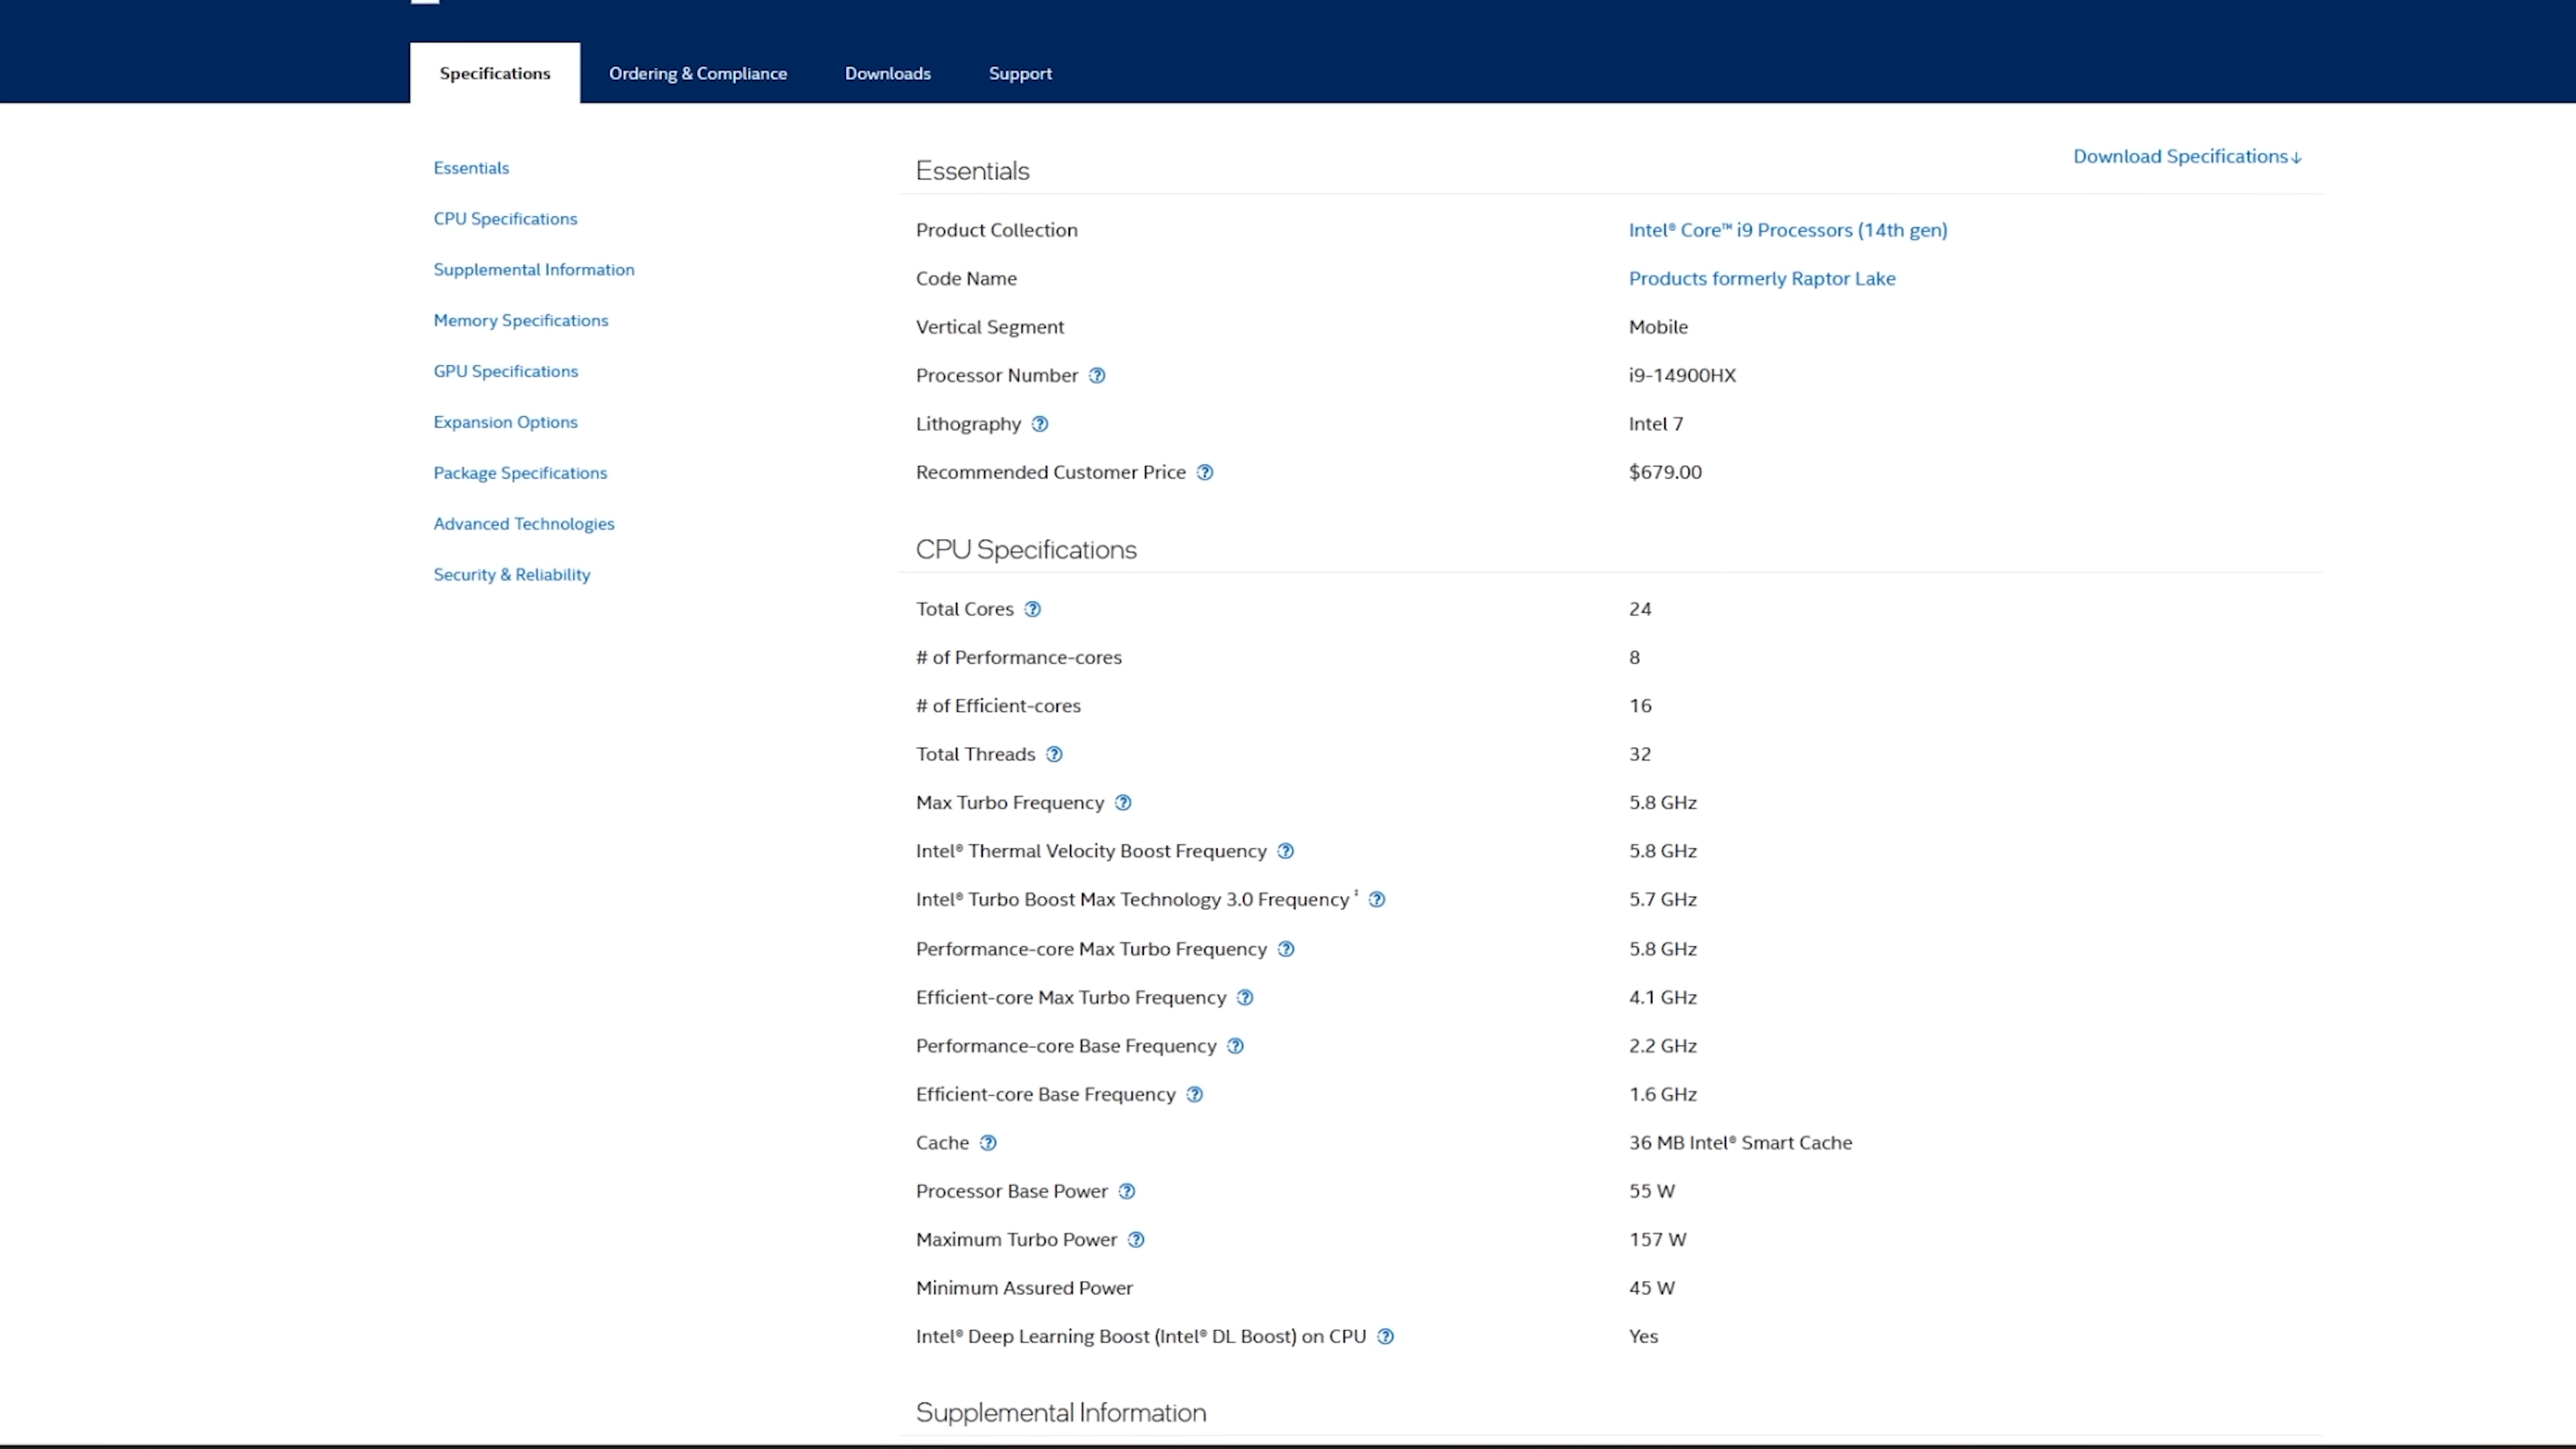 Specifications Ordering & Compliance Downloads Support
Download Specifications↓
Essentials
CPU Specifications
Supplemental Information
Memory Specifications
GPU Specifications
Expansion Options
Package Specifications
Advanced Technologies
Security & Reliability
Essentials
Product Collection Intel® Core™ i9 Processors (14th gen)
Code Name Products formerly Raptor Lake
Vertical Segment Mobile
Processor Number i9-14900HX
Lithography Intel 7
Recommended Customer Price $679.00
CPU Specifications
Total Cores 24
# of Performance-cores 8
# of Efficient-cores 16
Total Threads 32
Max Turbo Frequency 5.8 GHz
Intel® Thermal Velocity Boost Frequency 5.8 GHz
Intel® Turbo Boost Max Technology 3.0 Frequency ‡ 5.7 GHz
Performance-core Max Turbo Frequency 5.8 GHz
Efficient-core Max Turbo Frequency 4.1 GHz
Performance-core Base Frequency 2.2 GHz
Efficient-core Base Frequency 1.6 GHz
Cache 36 MB Intel® Smart Cache
Processor Base Power 55 W
Maximum Turbo Power 157 W
Minimum Assured Power 45 W
Intel® Deep Learning Boost (Intel® DL Boost) on CPU Yes
Supplemental Information